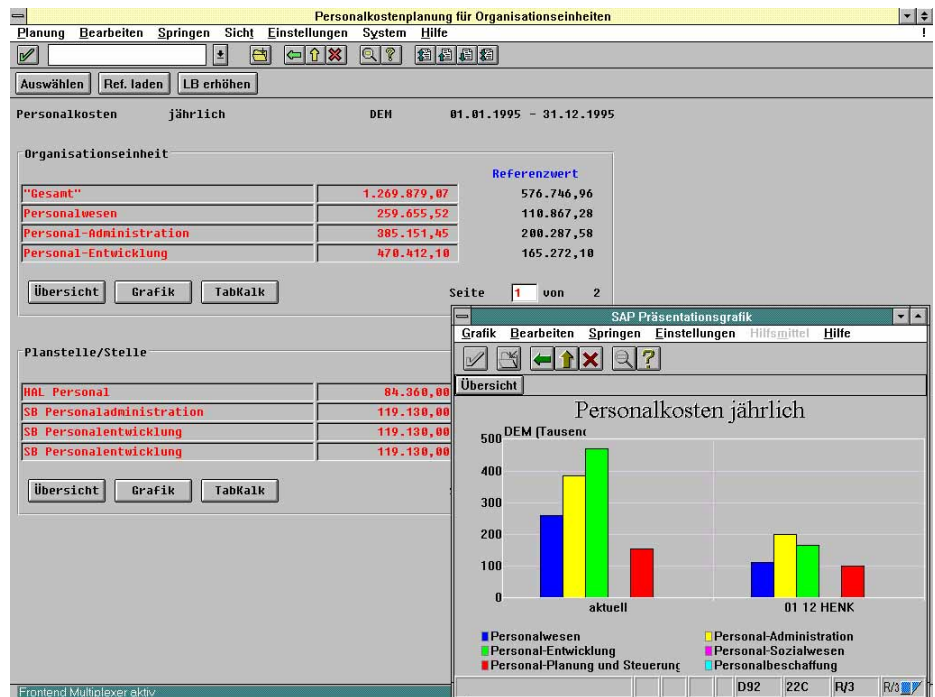 Personalkostenplanung für Organisationseinheiten
Planung Bearbeiten Springen Sicht Einstellungen System Hilfe !
Auswählen Ref. laden LB erhöhen
Personalkosten jährlich DEM 01.01.1995 - 31.12.1995
Organisationseinheit
Referenzwert
"Gesamt" 1.269.879,07 576.746,96
Personalwesen 259.655,52 110.867,28
Personal-Administration 385.151,45 200.287,58
Personal-Entwicklung 470.412,10 165.272,10
Übersicht Grafik TabKalk Seite 1 von 2
Planstelle/Stelle
HAL Personal 84.360,00
SB Personaladministration 119.130,00
SB Personalentwicklung 119.130,00
SB Personalentwicklung 119.130,00
Übersicht Grafik TabKalk
SAP Präsentationsgrafik
Grafik Bearbeiten Springen Einstellungen Hilfsmittel Hilfe
Übersicht
Personalkosten jährlich
DEM [Tausend
500
400
300
200
100
0
aktuell 01 12 HENK
Personalwesen Personal-Administration
Personal-Entwicklung Personal-Sozialwesen
Personal-Planung und Steuerung Personalbeschaffung
D92 22C R/3 R/3
Frontend Multiplexer aktiv